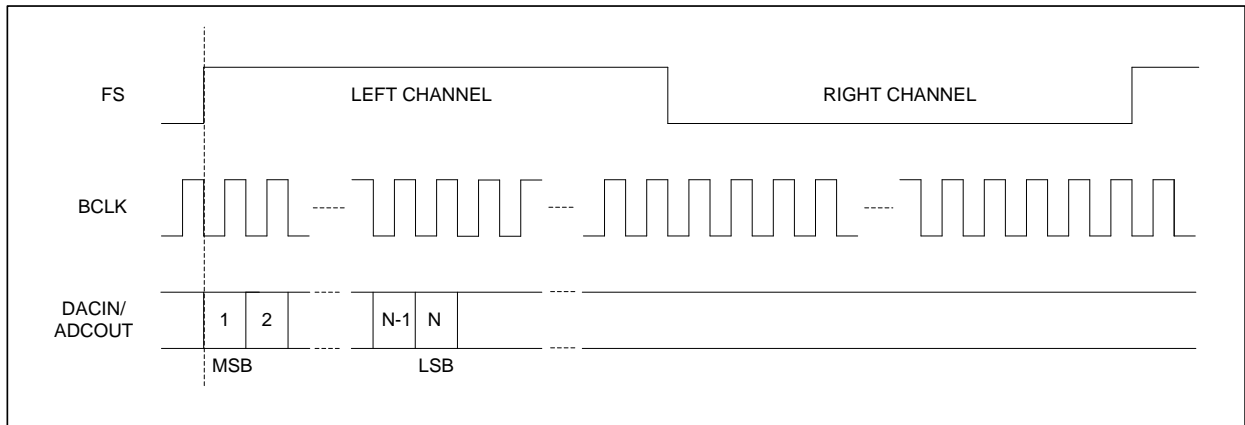 FS
LEFT CHANNEL
RIGHT CHANNEL
BCLK
DACIN/
ADCOUT
1
2
N-1
N
MSB
LSB